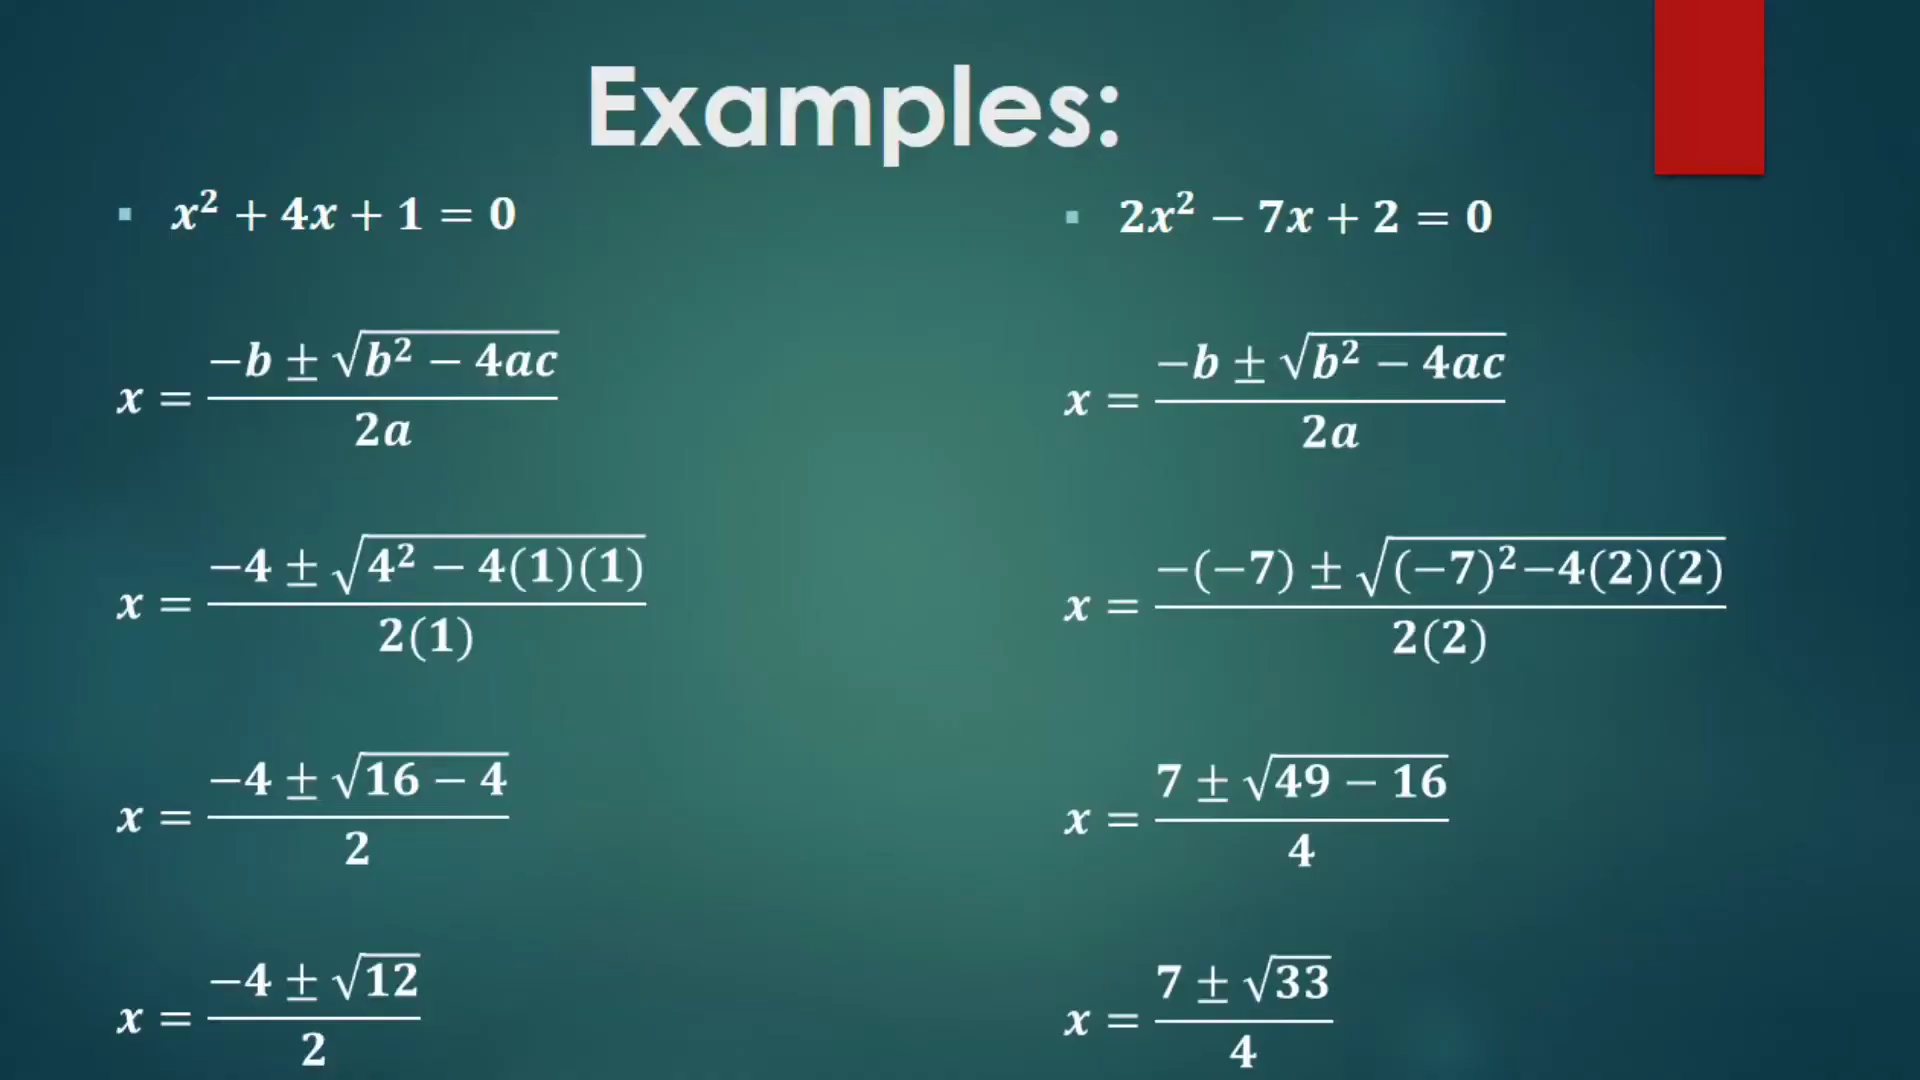 Examples:
▪ x² + 4x + 1 = 0
x = (−b ± √(b² − 4ac)) / 2a
x = (−4 ± √(4² − 4(1)(1))) / 2(1)
x = (−4 ± √(16 − 4)) / 2
x = (−4 ± √12) / 2
▪ 2x² − 7x + 2 = 0
x = (−b ± √(b² − 4ac)) / 2a
x = (−(−7) ± √((−7)²−4(2)(2))) / 2(2)
x = (7 ± √(49 − 16)) / 4
x = (7 ± √33) / 4